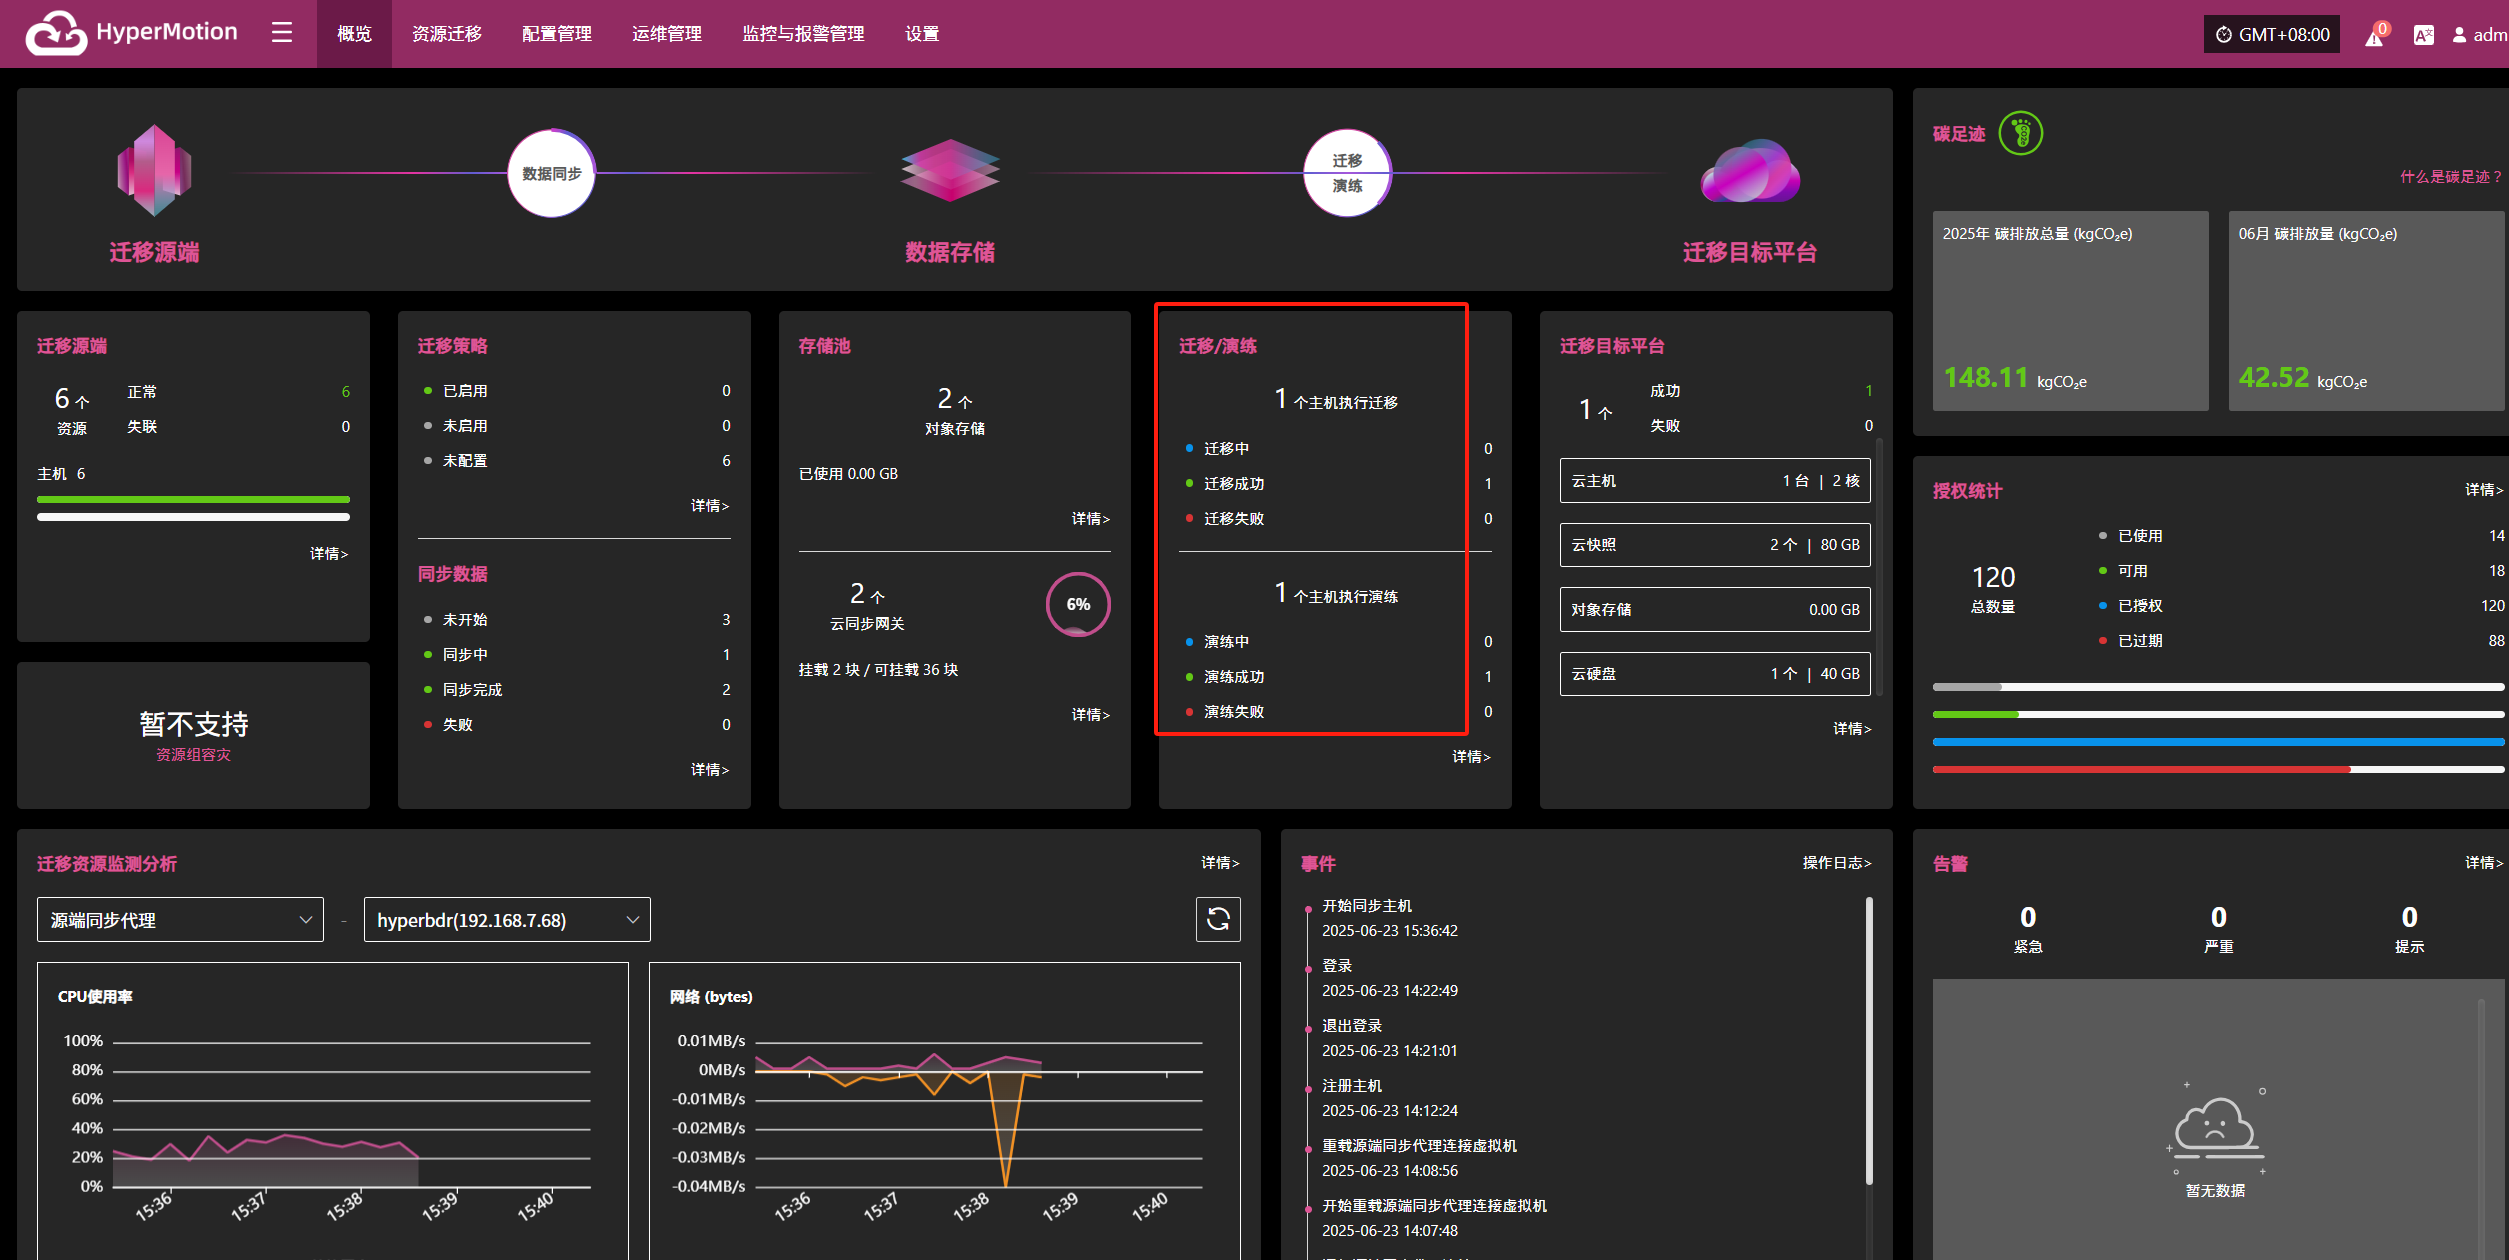 HyperMotion
概览
资源迁移
配置管理
运维管理
监控与报警管理
设置
GMT+08:00
0
adm
迁移源端
数据同步
数据存储
迁移
演练
迁移目标平台
碳足迹
什么是碳足迹？
2025年 碳排放总量 (kgCO₂e)
148.11 kgCO₂e
06月 碳排放量 (kgCO₂e)
42.52 kgCO₂e
迁移源端
6 个
资源
正常 6
失联 0
主机 6
详情>
暂不支持
资源组容灾
迁移策略
已启用 0
未启用 0
未配置 6
详情>
同步数据
未开始 3
同步中 1
同步完成 2
失败 0
详情>
存储池
2 个
对象存储
已使用 0.00 GB
详情>
2 个
云同步网关
6%
挂载 2 块 / 可挂载 36 块
详情>
迁移/演练
1 个主机执行迁移
迁移中 0
迁移成功 1
迁移失败 0
1 个主机执行演练
演练中 0
演练成功 1
演练失败 0
详情>
迁移目标平台
1 个
成功 1
失败 0
云主机 1 台 | 2 核
云快照 2 个 | 80 GB
对象存储 0.00 GB
云硬盘 1 个 | 40 GB
详情>
授权统计 详情>
120
总数量
已使用 14
可用 18
已授权 120
已过期 88
迁移资源监测分析 详情>
源端同步代理 - hyperbdr(192.168.7.68)
CPU使用率
100%
80%
60%
40%
20%
0%
15:36 15:37 15:38 15:39 15:40
网络 (bytes)
0.01MB/s
0MB/s
-0.01MB/s
-0.02MB/s
-0.03MB/s
-0.04MB/s
15:36 15:37 15:38 15:39 15:40
事件 操作日志>
开始同步主机
2025-06-23 15:36:42
登录
2025-06-23 14:22:49
退出登录
2025-06-23 14:21:01
注册主机
2025-06-23 14:12:24
重载源端同步代理连接虚拟机
2025-06-23 14:08:56
开始重载源端同步代理连接虚拟机
2025-06-23 14:07:48
告警 详情>
0
紧急
0
严重
0
提示
暂无数据